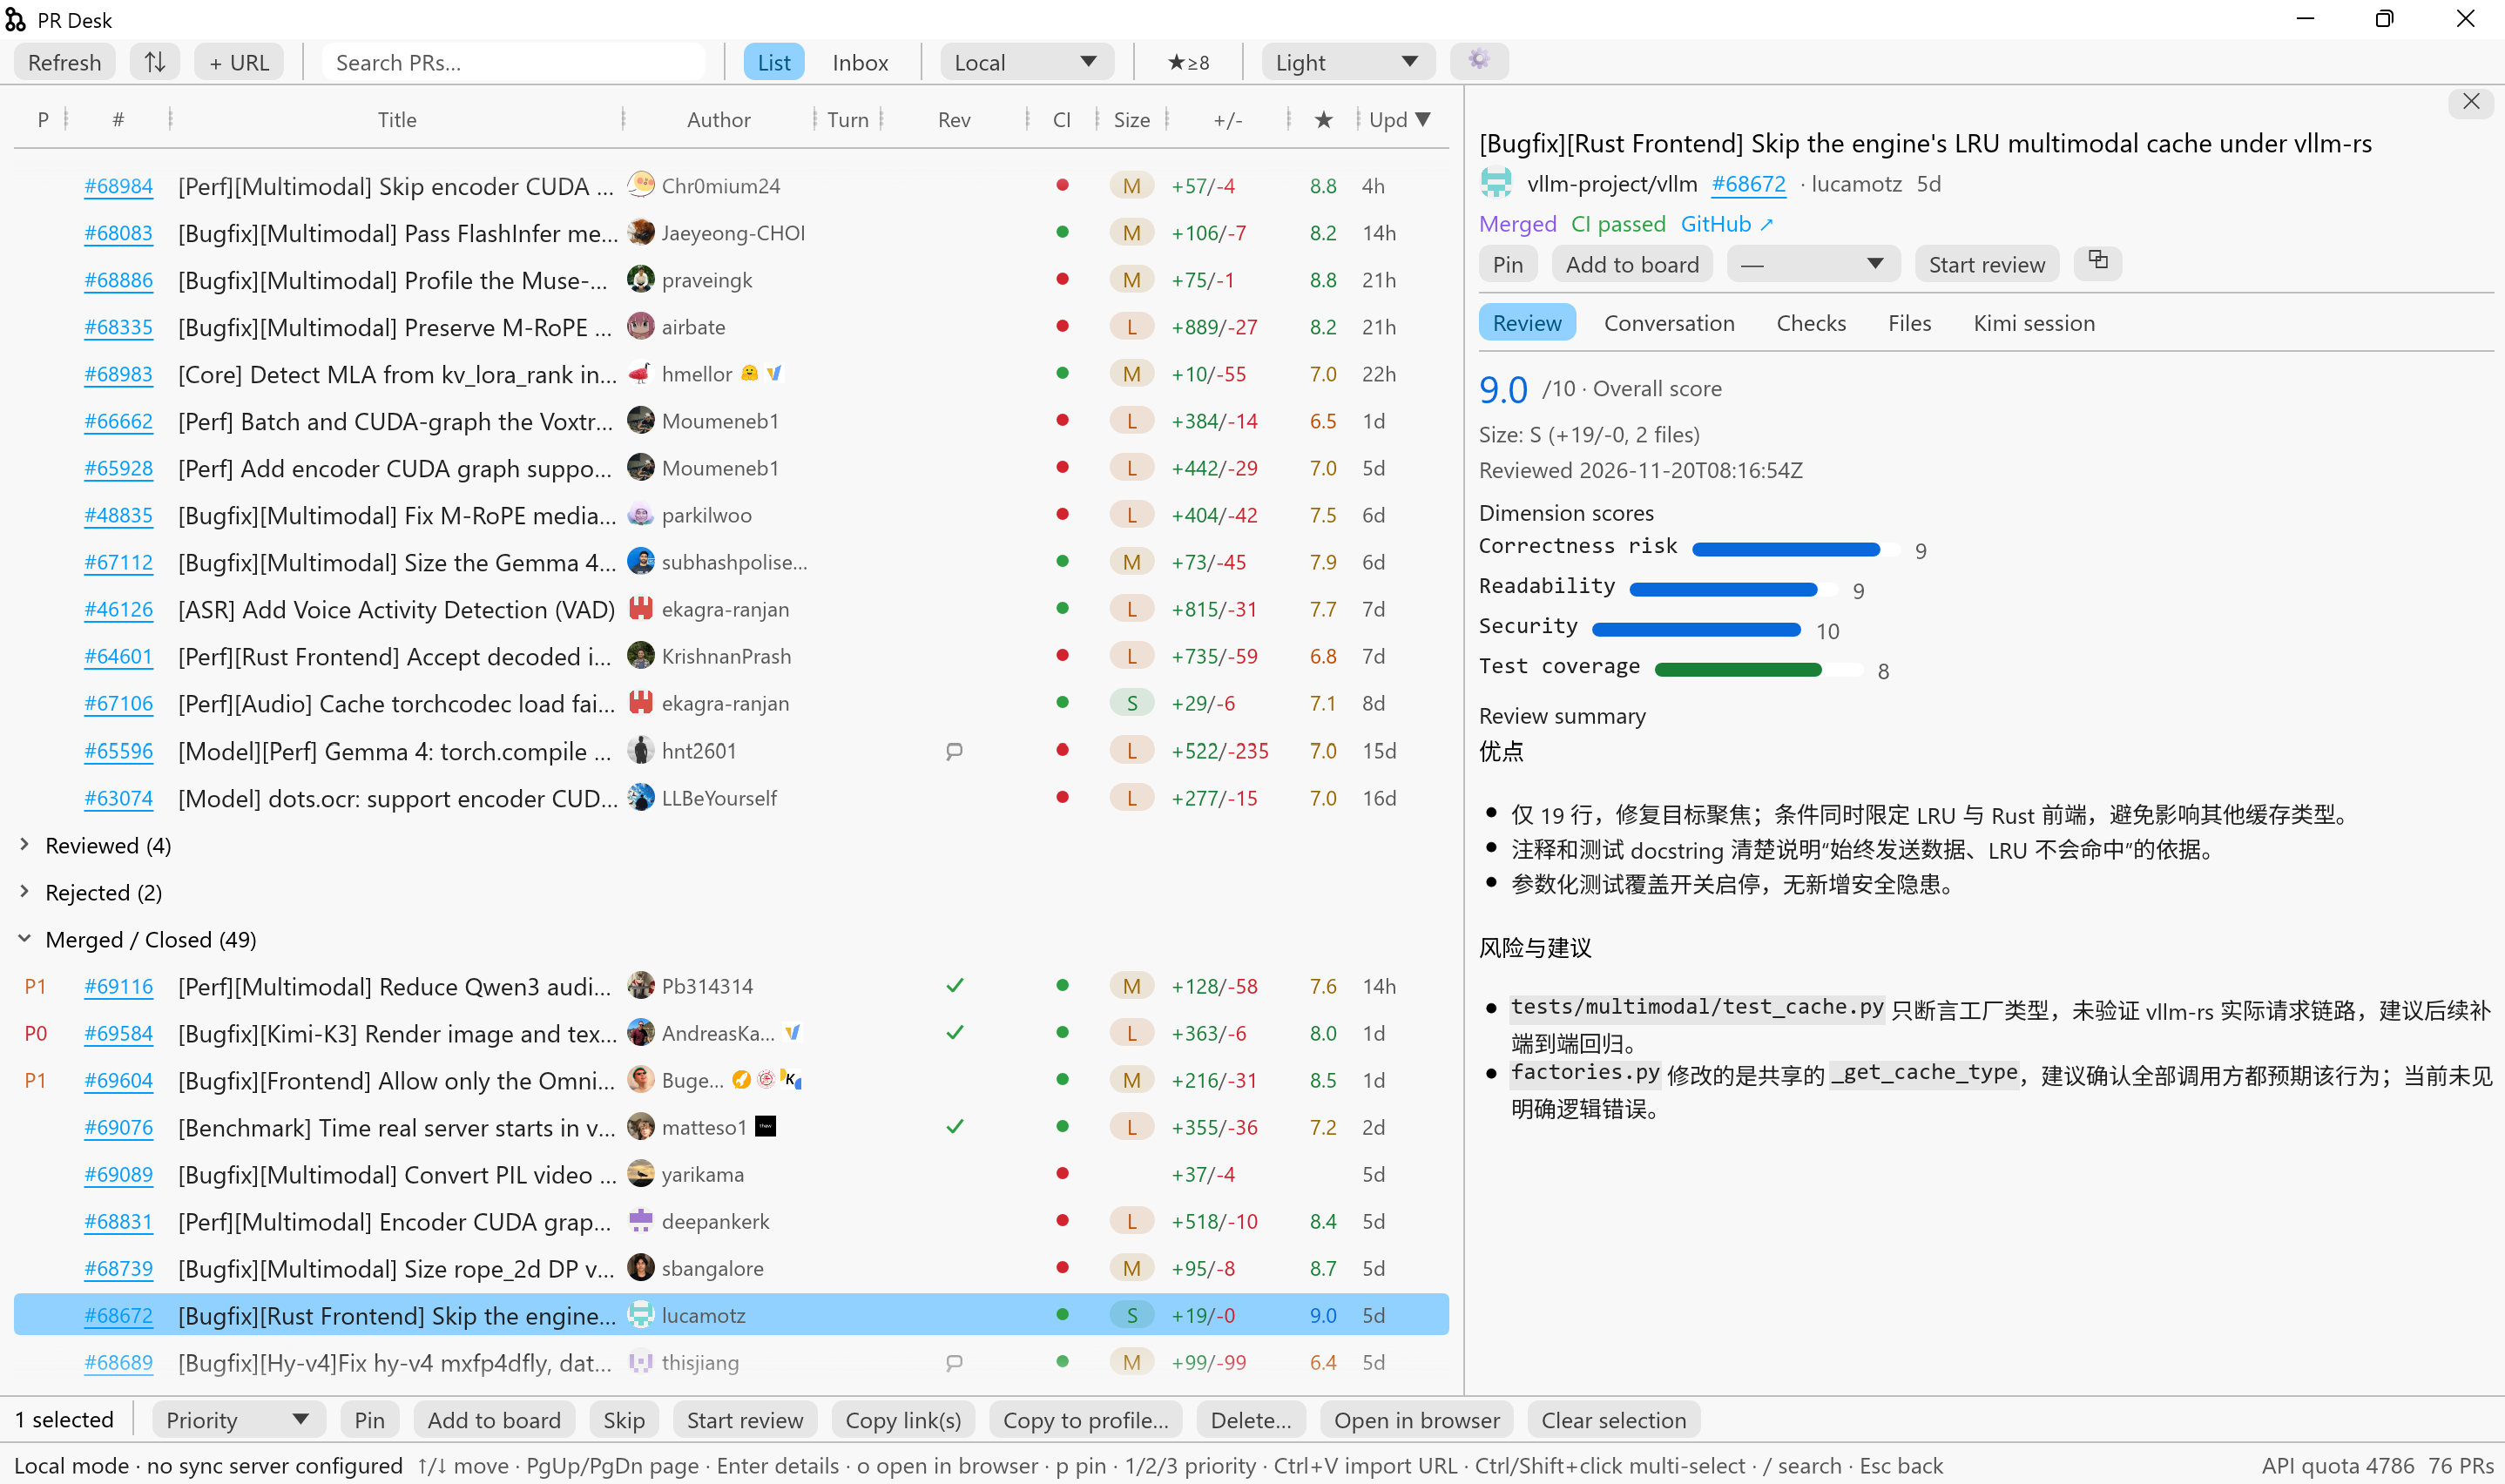 PR Desk
Refresh + URL Search PRs... List Inbox Local ★≥8 Light
P # Title Author Turn Rev CI Size +/- ★ Upd ▼
#68984 [Perf][Multimodal] Skip encoder CUDA ... Chr0mium24 M +57/-4 8.8 4h
#68083 [Bugfix][Multimodal] Pass FlashInfer me... Jaeyeong-CHOI M +106/-7 8.2 14h
#68886 [Bugfix][Multimodal] Profile the Muse-... praveingk M +75/-1 8.8 21h
#68335 [Bugfix][Multimodal] Preserve M-RoPE ... airbate L +889/-27 8.2 21h
#68983 [Core] Detect MLA from kv_lora_rank in... hmellor M +10/-55 7.0 22h
#66662 [Perf] Batch and CUDA-graph the Voxtr... Moumeneb1 L +384/-14 6.5 1d
#65928 [Perf] Add encoder CUDA graph suppo... Moumeneb1 L +442/-29 7.0 5d
#48835 [Bugfix][Multimodal] Fix M-RoPE media... parkilwoo L +404/-42 7.5 6d
#67112 [Bugfix][Multimodal] Size the Gemma 4... subhashpolise... M +73/-45 7.9 6d
#46126 [ASR] Add Voice Activity Detection (VAD) ekagra-ranjan L +815/-31 7.7 7d
#64601 [Perf][Rust Frontend] Accept decoded i... KrishnanPrash L +735/-59 6.8 7d
#67106 [Perf][Audio] Cache torchcodec load fai... ekagra-ranjan S +29/-6 7.1 8d
#65596 [Model][Perf] Gemma 4: torch.compile ... hnt2601 L +522/-235 7.0 15d
#63074 [Model] dots.ocr: support encoder CUD... LLBeYourself L +277/-15 7.0 16d
Reviewed (4)
Rejected (2)
Merged / Closed (49)
P1 #69116 [Perf][Multimodal] Reduce Qwen3 audi... Pb314314 M +128/-58 7.6 14h
P0 #69584 [Bugfix][Kimi-K3] Render image and tex... AndreasKa... L +363/-6 8.0 1d
P1 #69604 [Bugfix][Frontend] Allow only the Omni... Buge... M +216/-31 8.5 1d
#69076 [Benchmark] Time real server starts in v... matteso1 L +355/-36 7.2 2d
#69089 [Bugfix][Multimodal] Convert PIL video ... yarikama +37/-4 5d
#68831 [Perf][Multimodal] Encoder CUDA grap... deepankerk L +518/-10 8.4 5d
#68739 [Bugfix][Multimodal] Size rope_2d DP v... sbangalore M +95/-8 8.7 5d
#68672 [Bugfix][Rust Frontend] Skip the engine... lucamotz S +19/-0 9.0 5d
#68689 [Bugfix][Hy-v4]Fix hy-v4 mxfp4dfly, dat... thisjiang M +99/-99 6.4 5d
[Bugfix][Rust Frontend] Skip the engine's LRU multimodal cache under vllm-rs
vllm-project/vllm #68672 · lucamotz 5d
Merged CI passed GitHub ↗
Pin Add to board — Start review
Review Conversation Checks Files Kimi session
9.0 /10 · Overall score
Size: S (+19/-0, 2 files)
Reviewed 2026-11-20T08:16:54Z
Dimension scores
Correctness risk 9
Readability 9
Security 10
Test coverage 8
Review summary
优点
• 仅 19 行，修复目标聚焦；条件同时限定 LRU 与 Rust 前端，避免影响其他缓存类型。
• 注释和测试 docstring 清楚说明“始终发送数据、LRU 不会命中”的依据。
• 参数化测试覆盖开关启停，无新增安全隐患。
风险与建议
• tests/multimodal/test_cache.py 只断言工厂类型，未验证 vllm-rs 实际请求链路，建议后续补
端到端回归。
• factories.py 修改的是共享的 _get_cache_type，建议确认全部调用方都预期该行为；当前未见
明确逻辑错误。
1 selected Priority Pin Add to board Skip Start review Copy link(s) Copy to profile... Delete... Open in browser Clear selection
Local mode · no sync server configured ↑/↓ move · PgUp/PgDn page · Enter details · o open in browser · p pin · 1/2/3 priority · Ctrl+V import URL · Ctrl/Shift+click multi-select · / search · Esc back API quota 4786 76 PRs